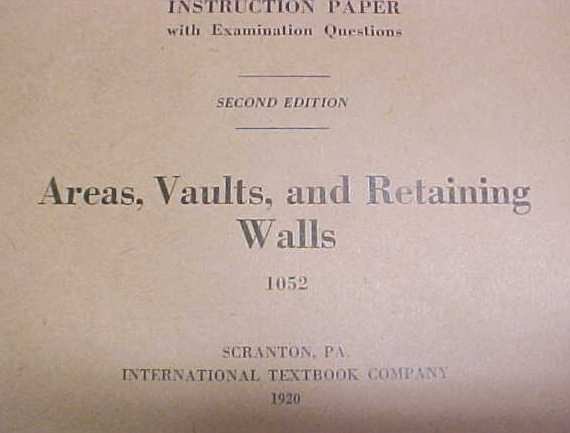 INSTRUCTION PAPER
with Examination Questions
SECOND EDITION
Areas, Vaults, and Retaining
Walls
1052
SCRANTON, PA.
INTERNATIONAL TEXTBOOK COMPANY
1920